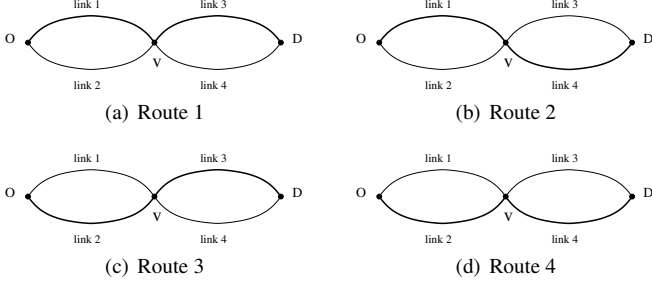 link 1 link 3
O D
v
link 2 link 4
(a) Route 1
link 1 link 3
O D
v
link 2 link 4
(b) Route 2
link 1 link 3
O D
v
link 2 link 4
(c) Route 3
link 1 link 3
O D
v
link 2 link 4
(d) Route 4